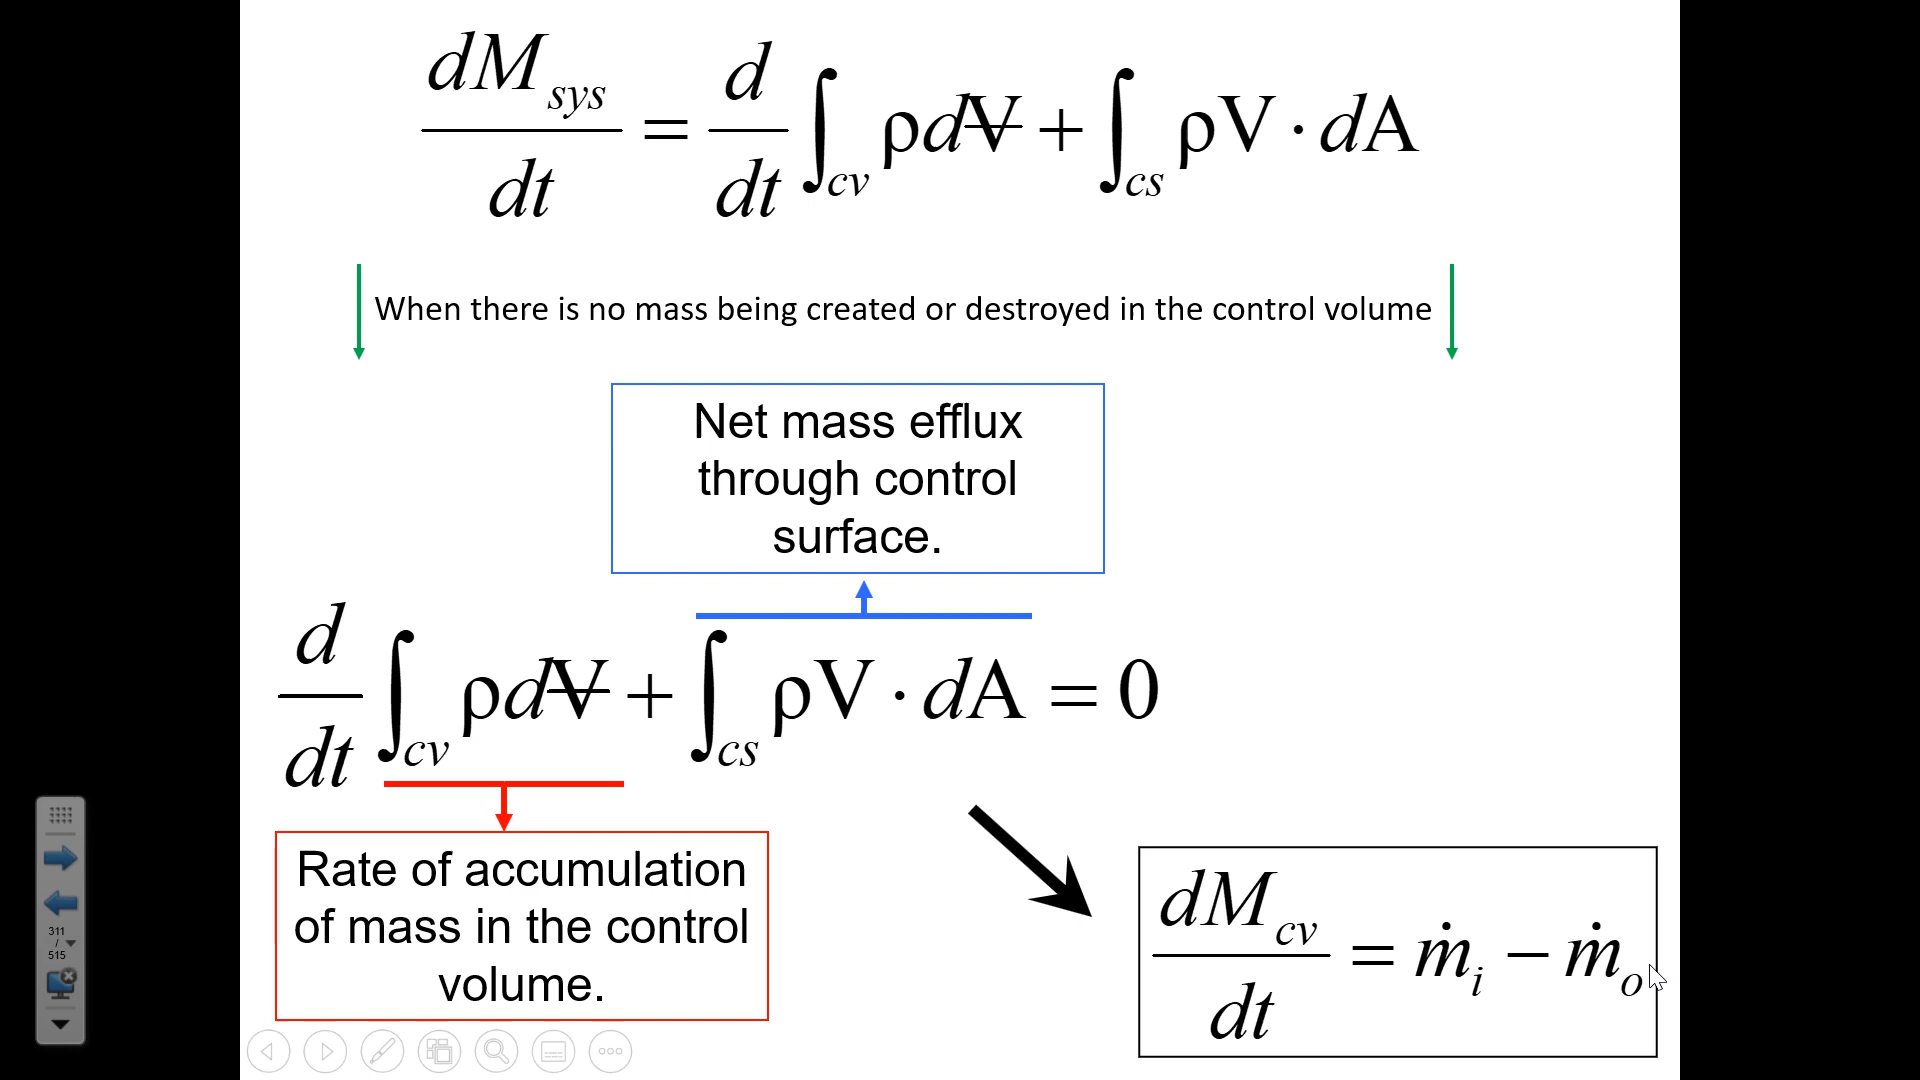 dM_sys/dt = d/dt ∫_cv ρdV̶ + ∫_cs ρV · dA
When there is no mass being created or destroyed in the control volume
Net mass efflux
through control
surface.
d/dt ∫_cv ρdV̶ + ∫_cs ρV · dA = 0
Rate of accumulation
of mass in the control
volume.
dM_cv/dt = ṁ_i − ṁ_o
311
/
515